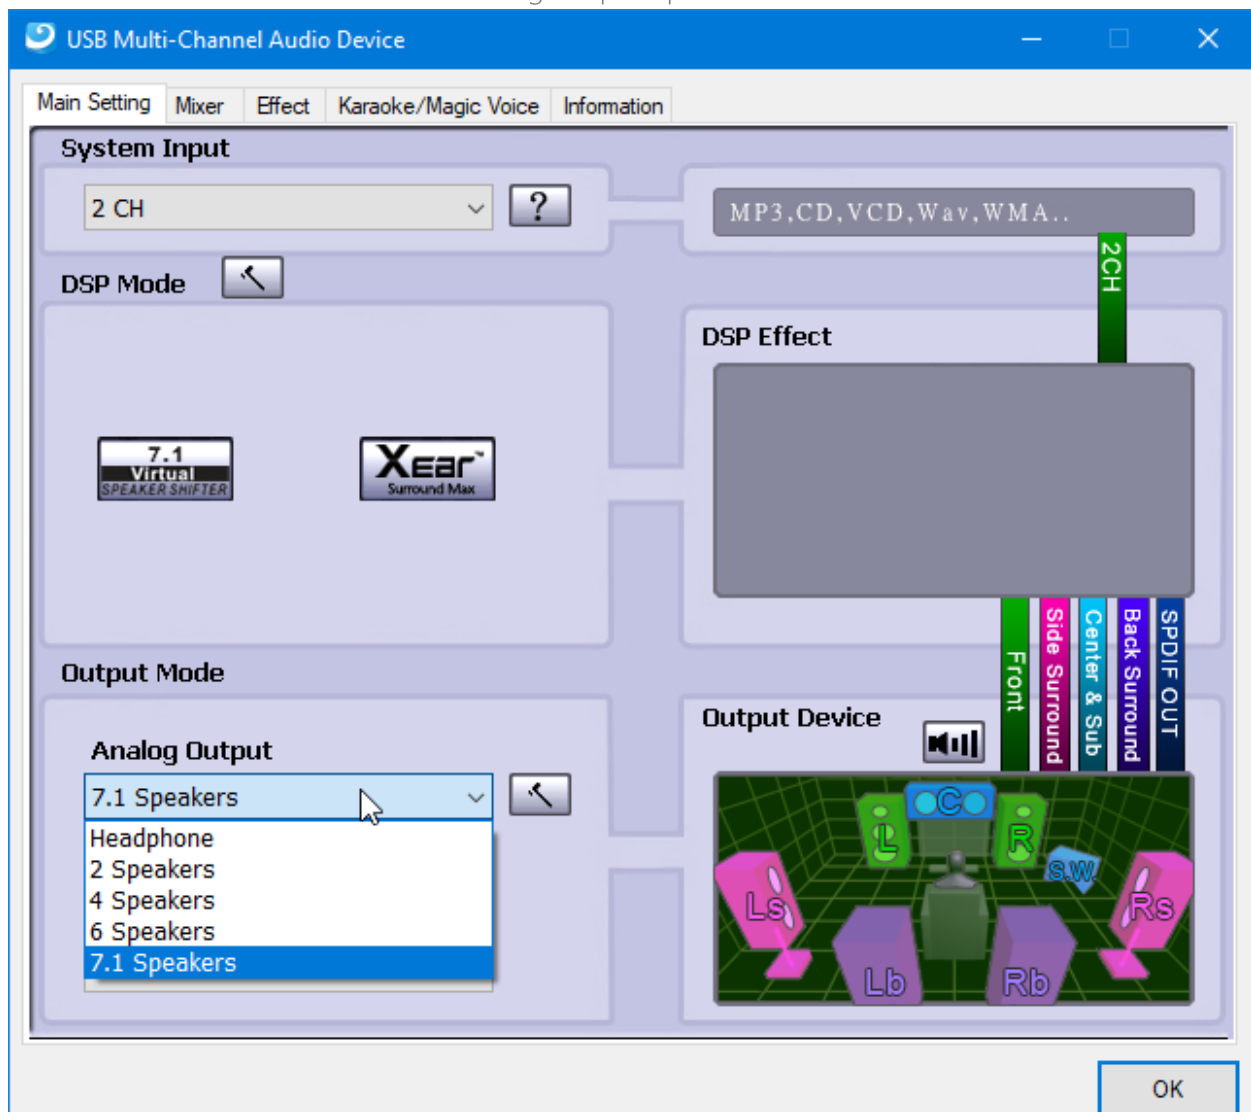 USB Multi-Channel Audio Device
Main Setting
Mixer
Effect
Karaoke/Magic Voice
Information
System Input
2 CH
?
MP3,CD,VCD,Wav,WMA..
2CH
DSP Mode
DSP Effect
7.1
Virtual
SPEAKER SHIFTER
Xear™
Surround Max
Front
Side Surround
Center & Sub
Back Surround
SPDIF OUT
Output Mode
Output Device
Analog Output
7.1 Speakers
Headphone
2 Speakers
4 Speakers
6 Speakers
7.1 Speakers
L
C
R
S.W.
Ls
Rs
Lb
Rb
OK